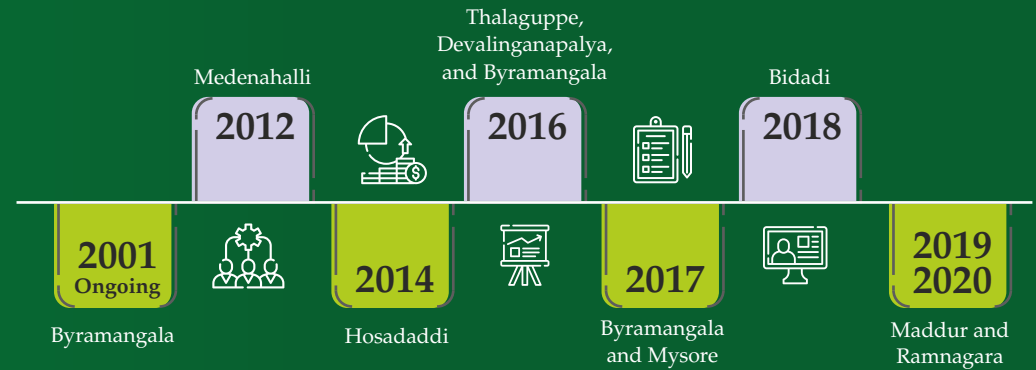 2001
Ongoing
Byramangala
Medenahalli
2012
2014
Hosadaddi
Thalaguppe,
Devalinganapalya,
and Byramangala
2016
2017
Byramangala
and Mysore
Bidadi
2018
2019
2020
Maddur and
Ramnagara